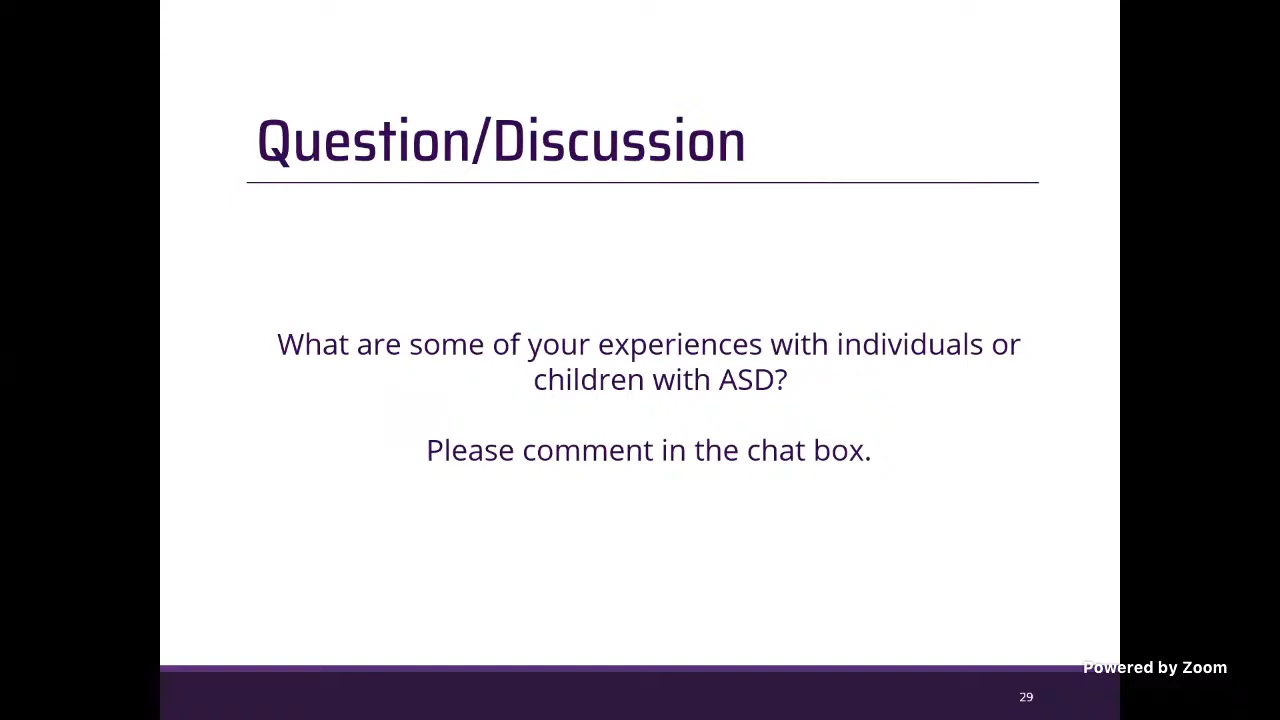 Question/Discussion
What are some of your experiences with individuals or
children with ASD?
Please comment in the chat box.
Powered by Zoom
29